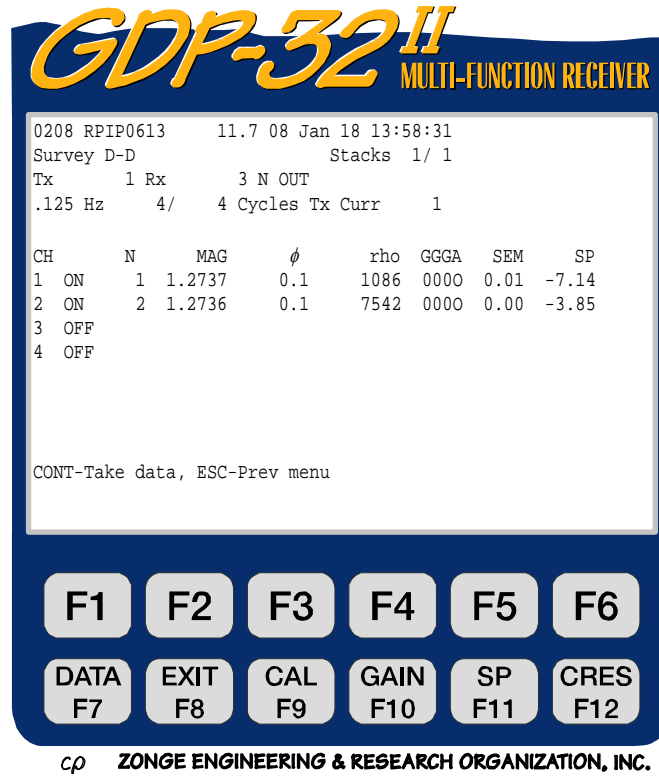 GDP-32 II
MULTI-FUNCTION RECEIVER
0208 RPIP0613 11.7 08 Jan 18 13:58:31
Survey D-D Stacks 1/ 1
Tx 1 Rx 3 N OUT
.125 Hz 4/ 4 Cycles Tx Curr 1
CH N MAG ϕ rho GGGA SEM SP
1 ON 1 1.2737 0.1 1086 000O 0.01 -7.14
2 ON 2 1.2736 0.1 7542 000O 0.00 -3.85
3 OFF
4 OFF
CONT-Take data, ESC-Prev menu
F1 F2 F3 F4 F5 F6
DATA EXIT CAL GAIN SP CRES
F7 F8 F9 F10 F11 F12
ZONGE ENGINEERING & RESEARCH ORGANIZATION, INC.